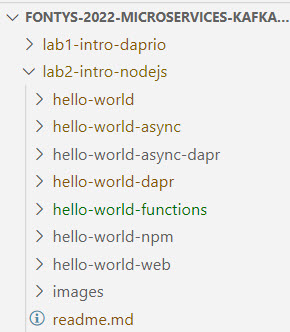 FONTYS-2022-MICROSERVICES-KAFKA...
lab1-intro-daprio
lab2-intro-nodejs
hello-world
hello-world-async
hello-world-async-dapr
hello-world-dapr
hello-world-functions
hello-world-npm
hello-world-web
images
readme.md